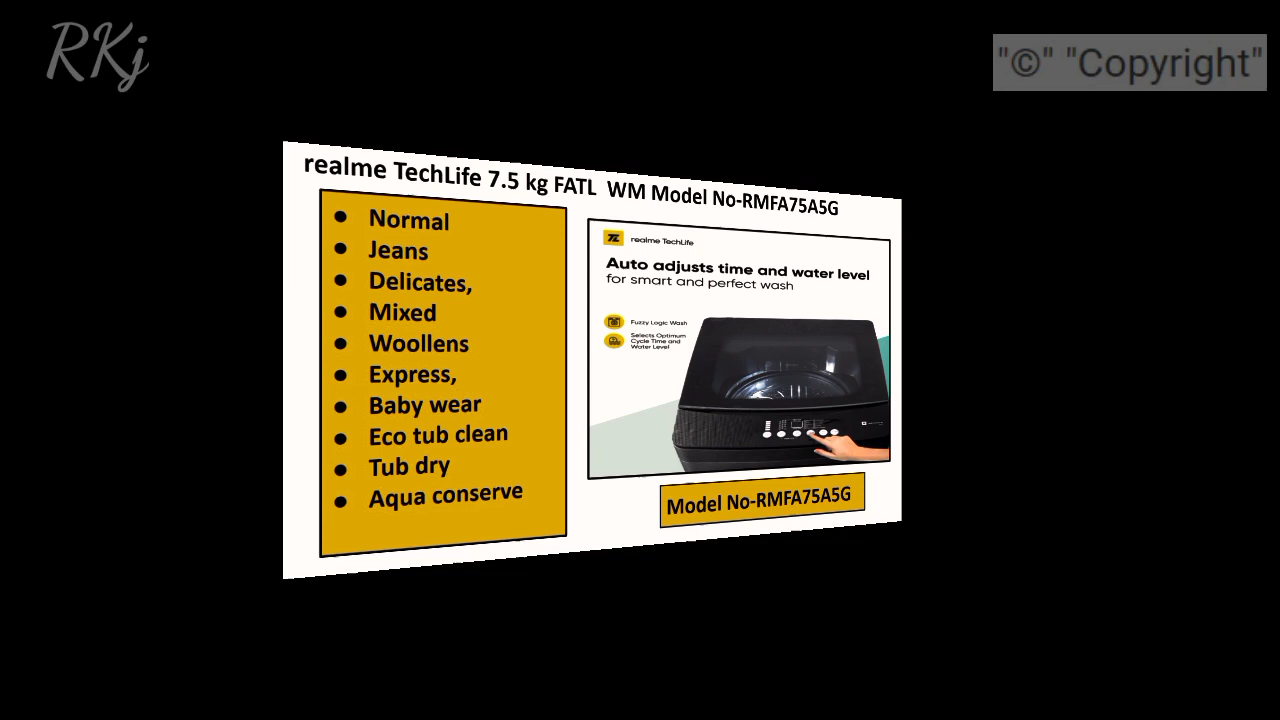 RKj
"©" "Copyright"
realme TechLife 7.5 kg FATL WM Model No-RMFA75A5G
● Normal
● Jeans
● Delicates,
● Mixed
● Woollens
● Express,
● Baby wear
● Eco tub clean
● Tub dry
● Aqua conserve
TL realme TechLife
Auto adjusts time and water level
for smart and perfect wash
Fuzzy Logic Wash
Selects Optimum
Cycle Time and
Water Level
Model No-RMFA75A5G